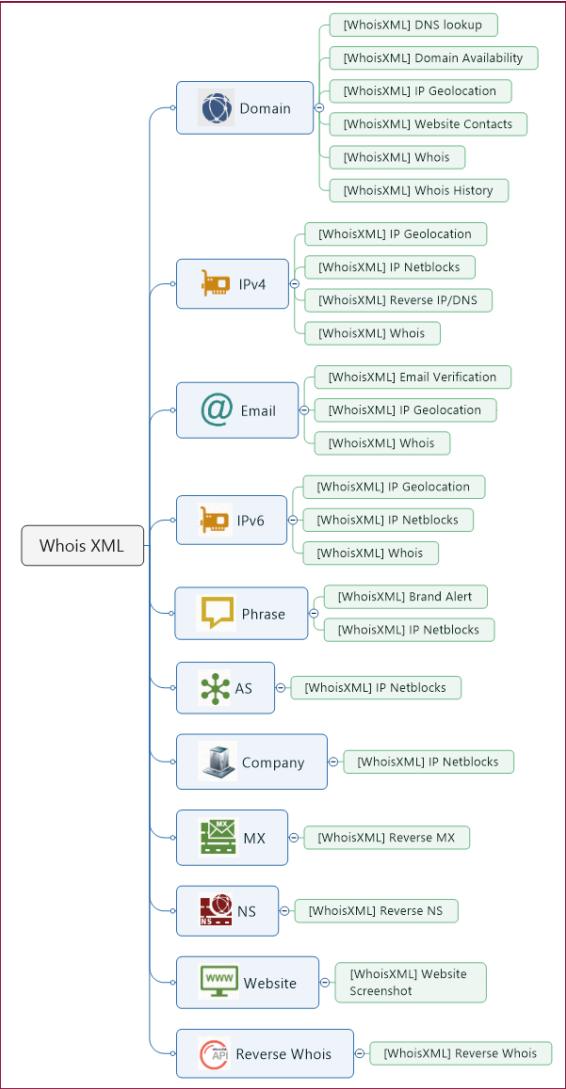 [WhoisXML] DNS lookup
[WhoisXML] Domain Availability
[WhoisXML] IP Geolocation
Domain
[WhoisXML] Website Contacts
[WhoisXML] Whois
[WhoisXML] Whois History
[WhoisXML] IP Geolocation
[WhoisXML] IP Netblocks
IPv4
[WhoisXML] Reverse IP/DNS
[WhoisXML] Whois
[WhoisXML] Email Verification
@ Email
[WhoisXML] IP Geolocation
[WhoisXML] Whois
[WhoisXML] IP Geolocation
IPv6
[WhoisXML] IP Netblocks
[WhoisXML] Whois
Whois XML
[WhoisXML] Brand Alert
Phrase
[WhoisXML] IP Netblocks
AS
[WhoisXML] IP Netblocks
Company
[WhoisXML] IP Netblocks
MX
MX
[WhoisXML] Reverse MX
NS
NS
[WhoisXML] Reverse NS
WWW
Website
[WhoisXML] Website
Screenshot
API
Reverse Whois
[WhoisXML] Reverse Whois